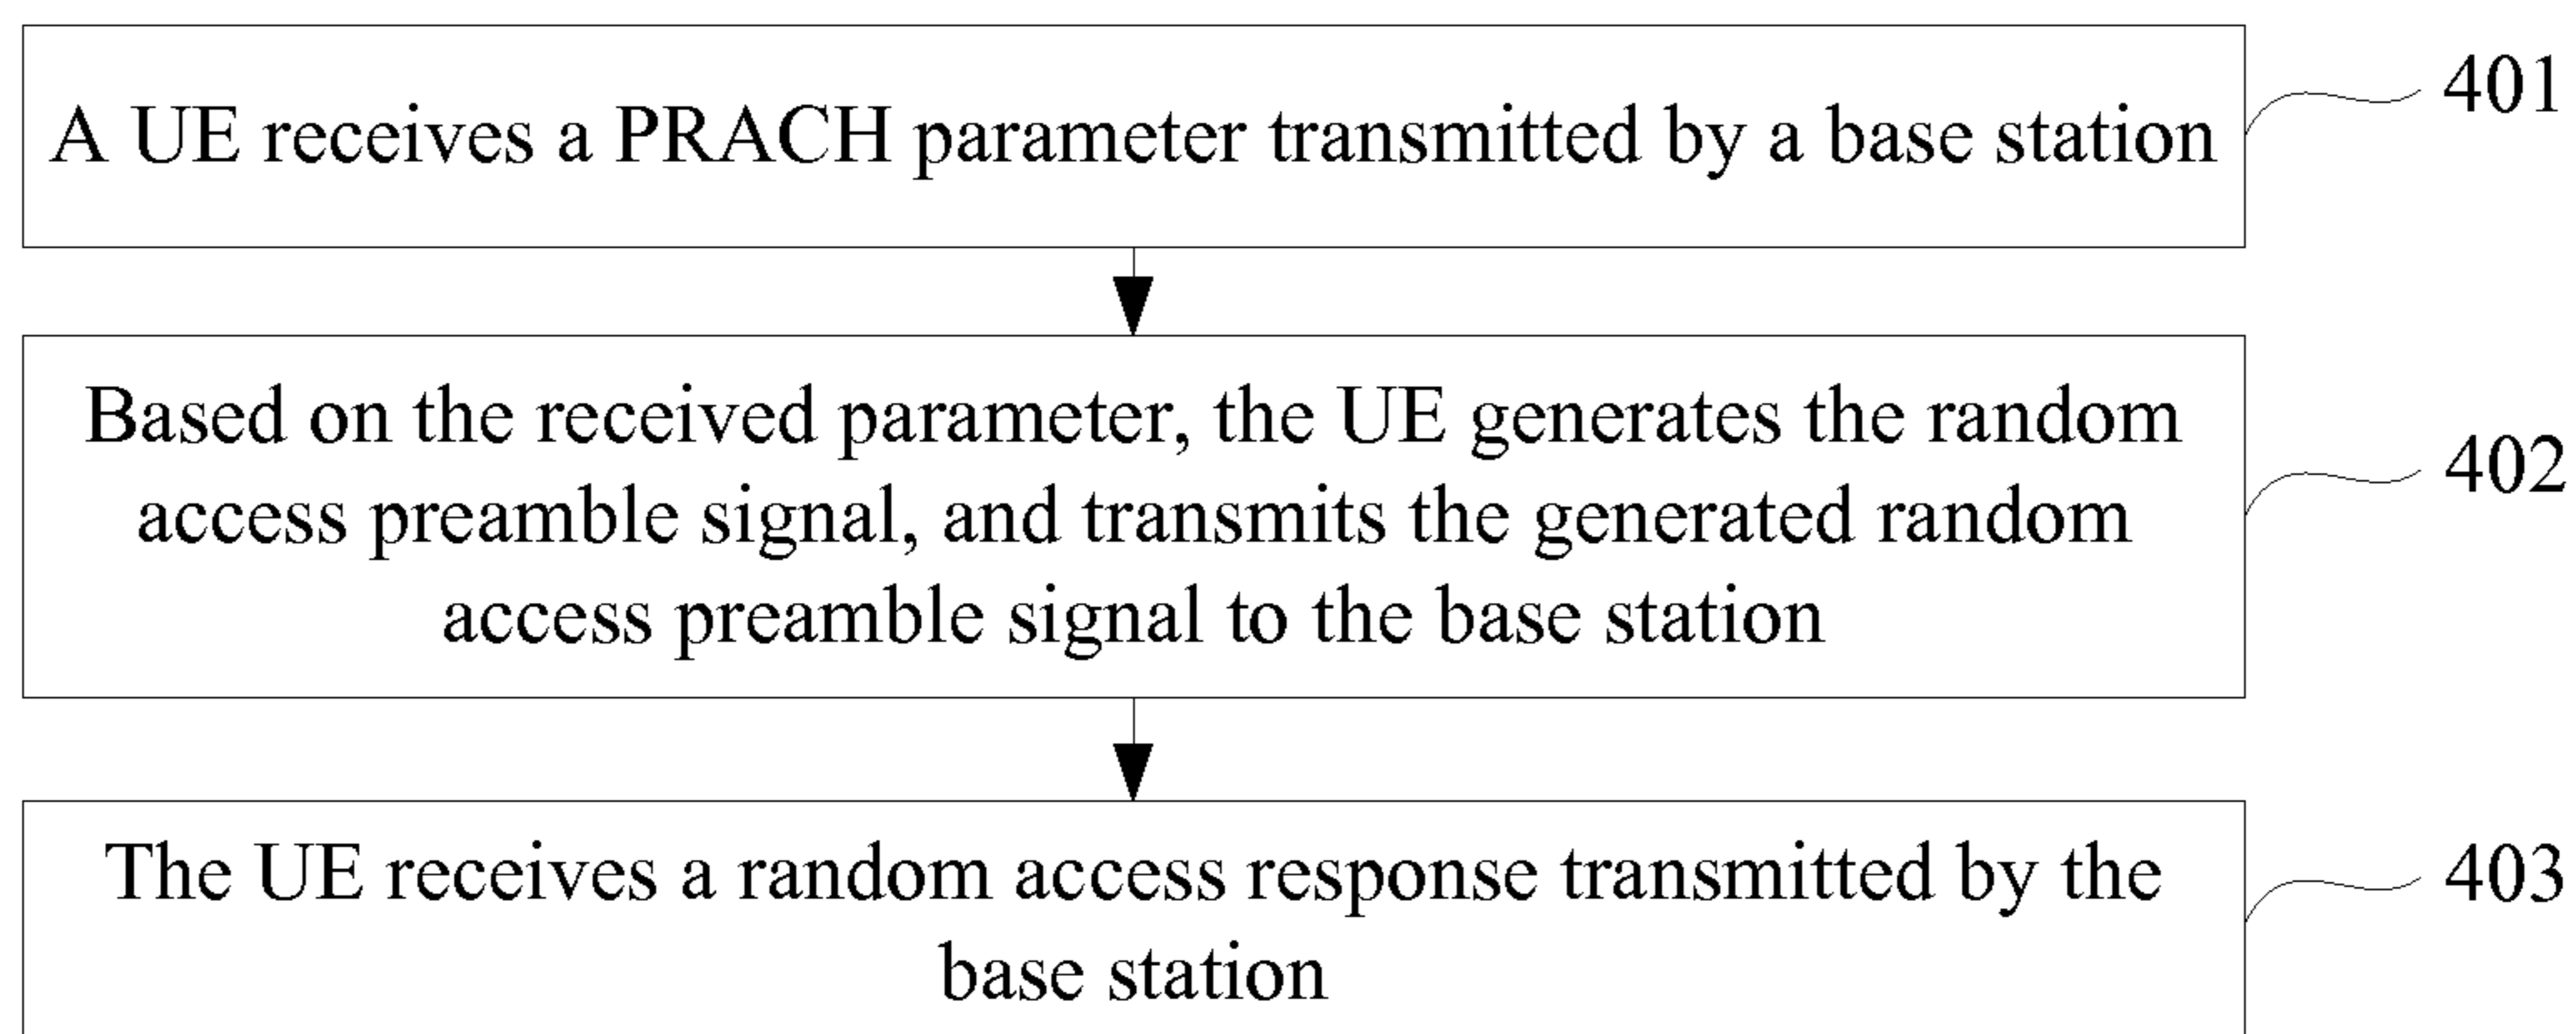 A UE receives a PRACH parameter transmitted by a base station
401
Based on the received parameter, the UE generates the random
access preamble signal, and transmits the generated random
access preamble signal to the base station
402
The UE receives a random access response transmitted by the
base station
403